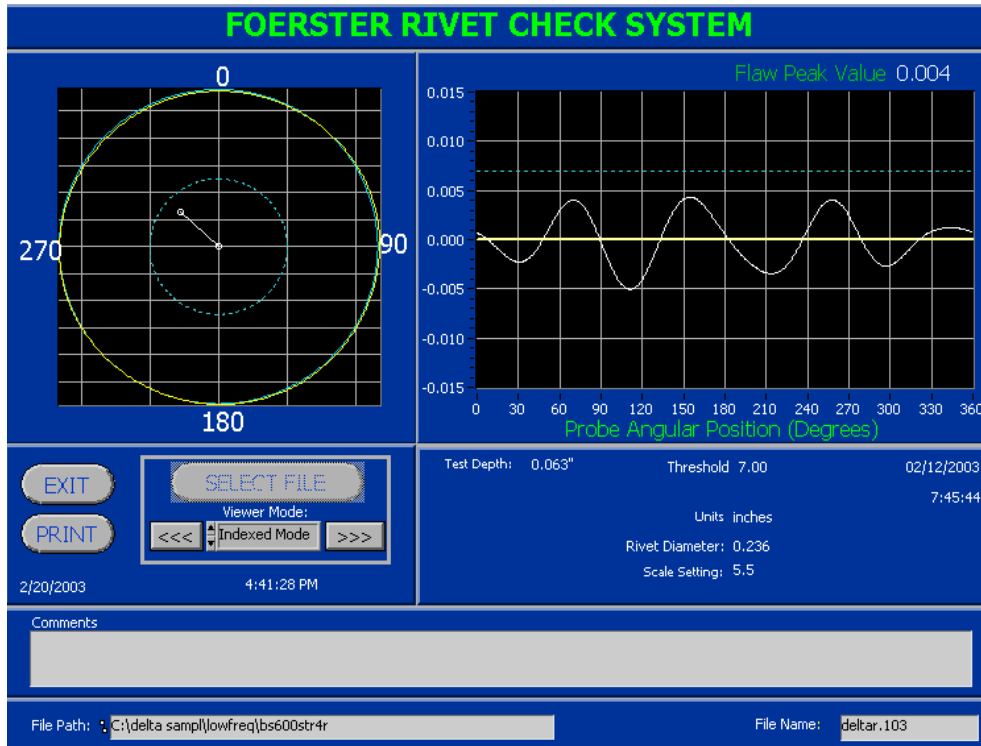 FOERSTER RIVET CHECK SYSTEM
0
270
90
180
Flaw Peak Value 0.004
0.015
0.010
0.005
0.000
-0.005
-0.010
-0.015
0 30 60 90 120 150 180 210 240 270 300 330 360
Probe Angular Position (Degrees)
EXIT
SELECT FILE
Viewer Mode:
PRINT
<<< Indexed Mode >>>
2/20/2003 4:41:28 PM
Test Depth: 0.063" Threshold 7.00 02/12/2003
7:45:44
Units inches
Rivet Diameter: 0.236
Scale Setting: 5.5
Comments
File Path: C:\delta sampl\lowfreq\bs600str4r File Name: deltar.103